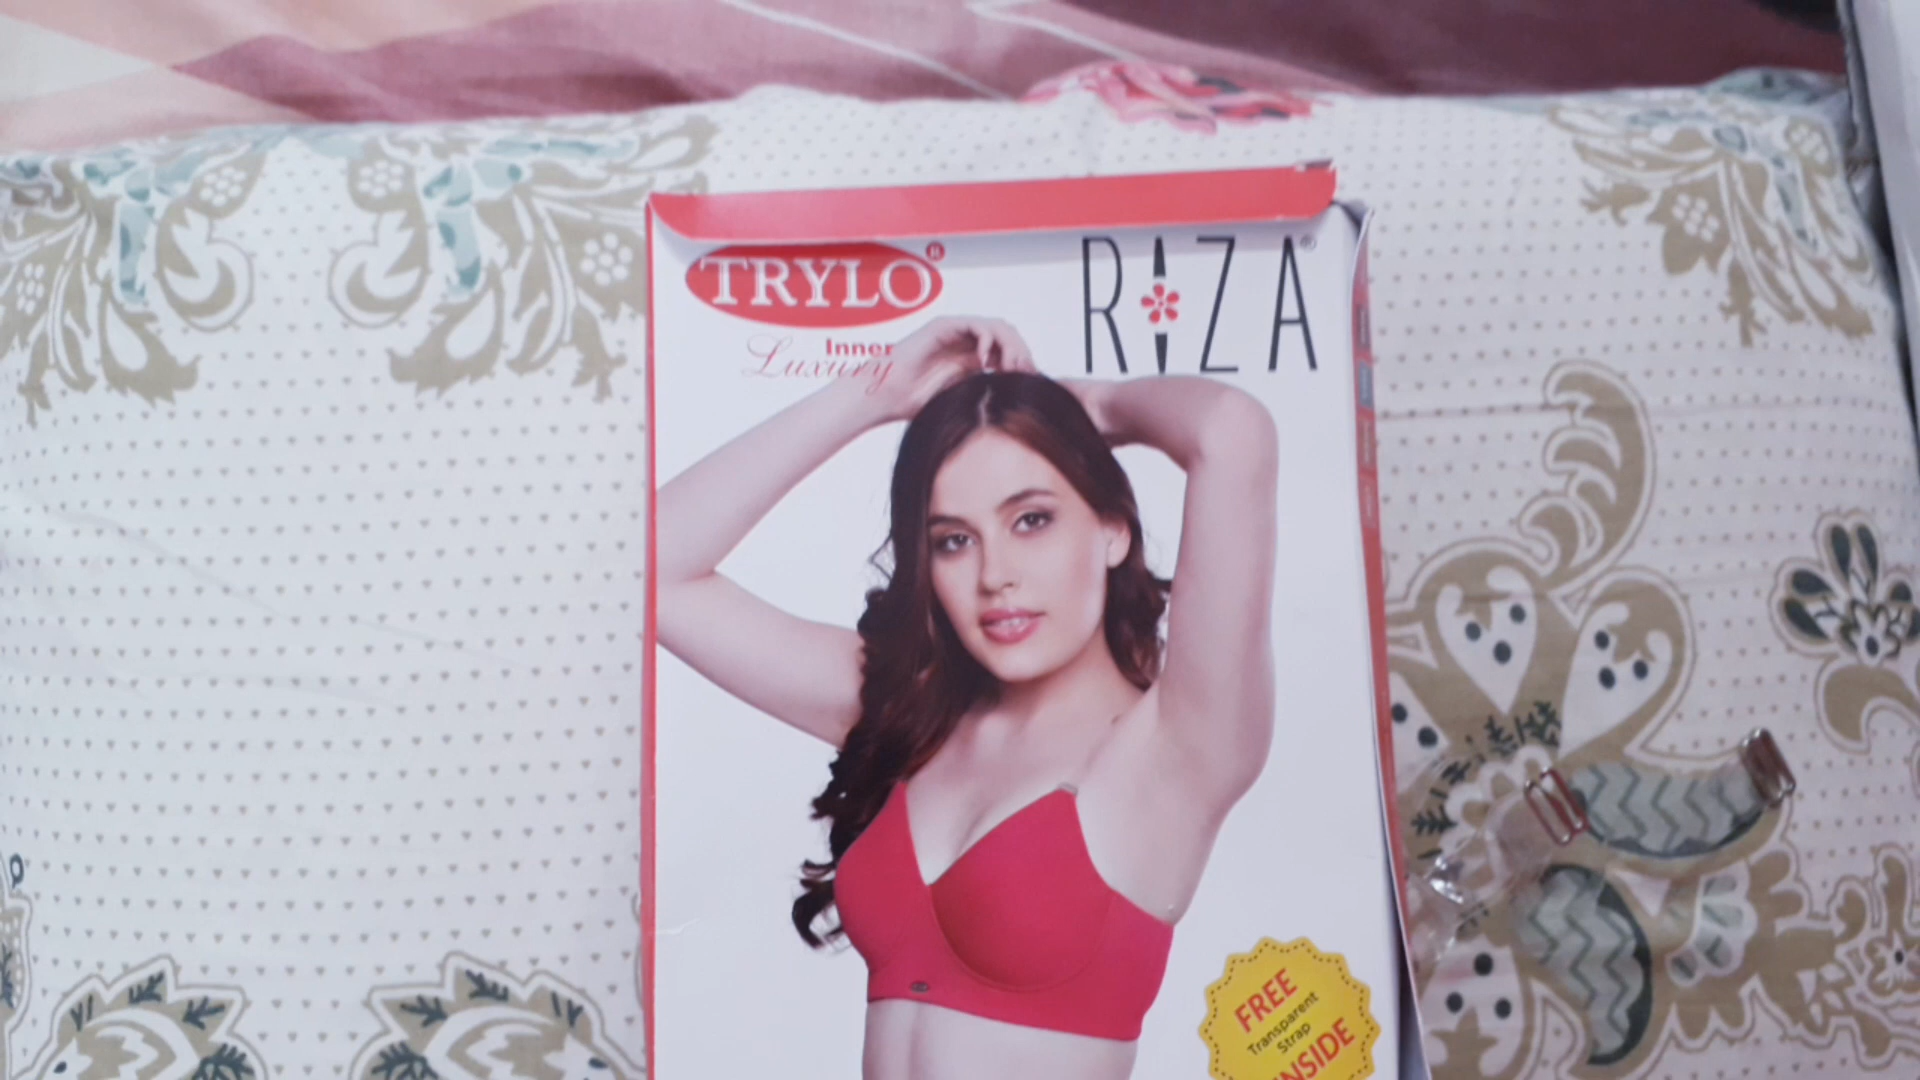 TRYLO®
RIZA®
Inner
Luxury
FREE
Transparent
Strap
INSIDE